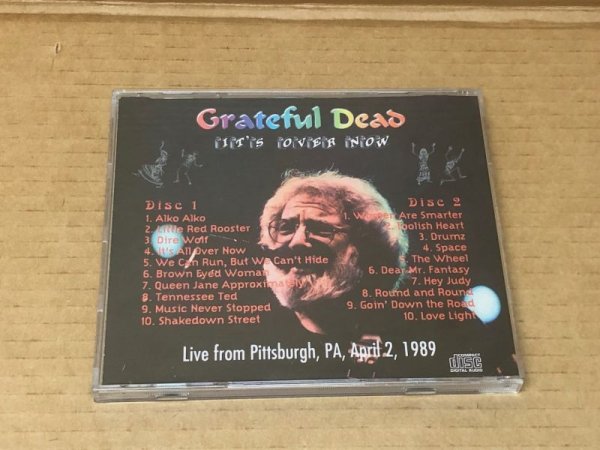 Grateful Dead
IT'S OVER NOW
Disc 1
1. Aiko Aiko
2. Little Red Rooster
3. Dire Wolf
4. It's All Over Now
5. We Can Run, But We Can't Hide
6. Brown Eyed Woman
7. Queen Jane Approximately
8. Tennessee Ted
9. Music Never Stopped
10. Shakedown Street
Disc 2
1. Women Are Smarter
2. Foolish Heart
3. Drumz
4. Space
5. The Wheel
6. Dear Mr. Fantasy
7. Hey Judy
8. Round and Round
9. Goin' Down the Road
10. Love Light
Live from Pittsburgh, PA, April 2, 1989
COMPACT
disc
DIGITAL AUDIO